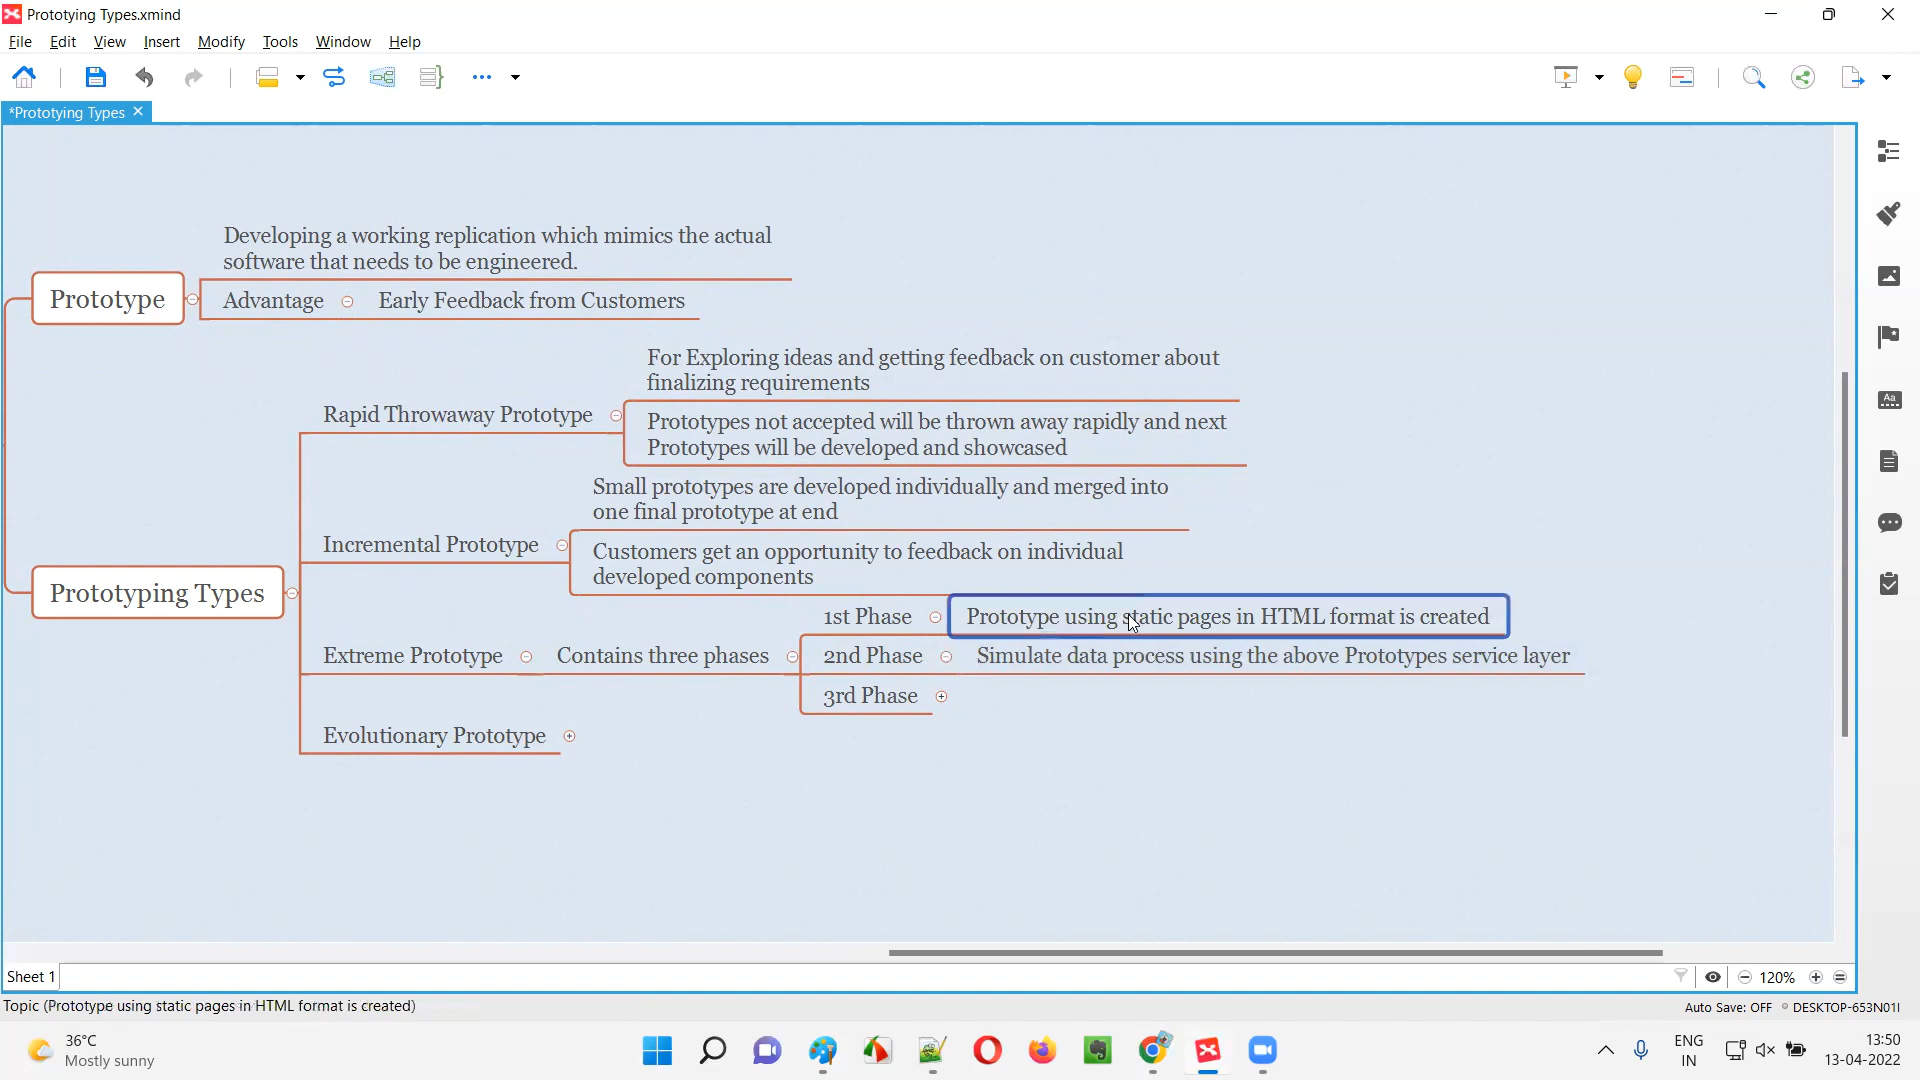 Prototying Types.xmind
File Edit View Insert Modify Tools Window Help
*Prototying Types
Developing a working replication which mimics the actual
software that needs to be engineered.
Prototype
Advantage Early Feedback from Customers
For Exploring ideas and getting feedback on customer about
finalizing requirements
Rapid Throwaway Prototype
Prototypes not accepted will be thrown away rapidly and next
Prototypes will be developed and showcased
Small prototypes are developed individually and merged into
one final prototype at end
Incremental Prototype
Customers get an opportunity to feedback on individual
developed components
Prototyping Types
1st Phase Prototype using static pages in HTML format is created
Extreme Prototype Contains three phases 2nd Phase Simulate data process using the above Prototypes service layer
3rd Phase
Evolutionary Prototype
Aa
Sheet 1
120%
Topic (Prototype using static pages in HTML format is created)
Auto Save: OFF DESKTOP-653N01I
36°C
Mostly sunny
ENG
IN
13:50
13-04-2022